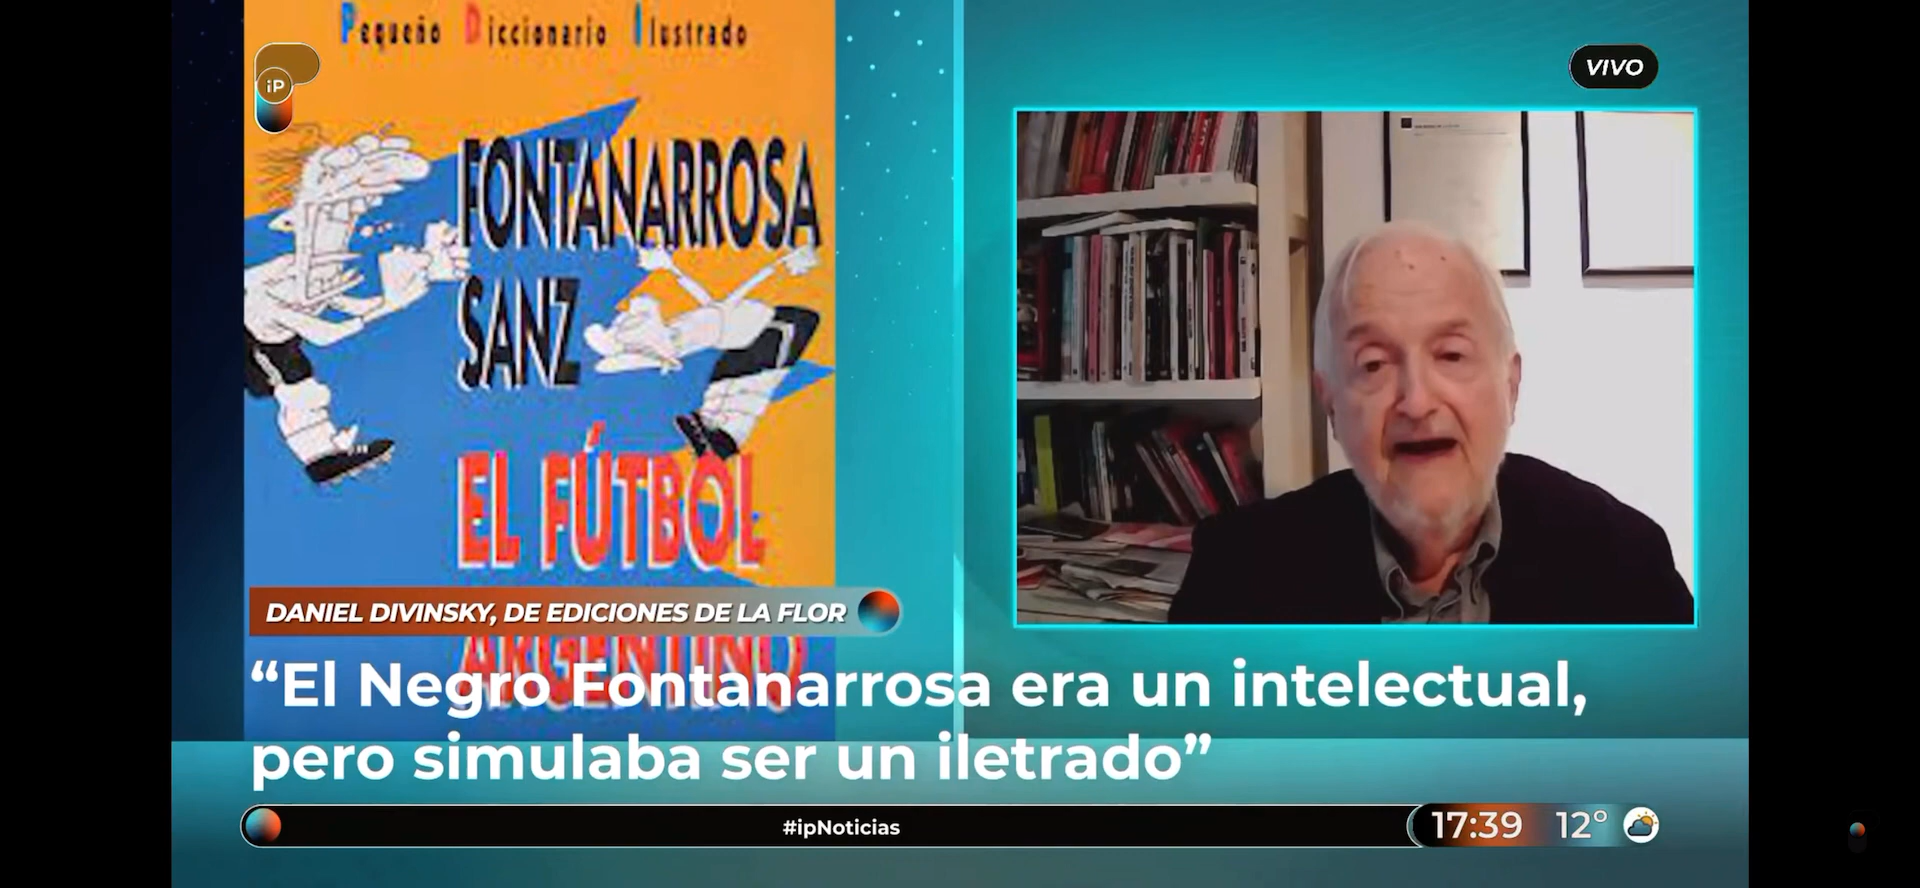 Pequeño Diccionario Ilustrado
iP
VIVO
FONTANARROSA
SANZ
EL FÚTBOL
ARGENTINO
DANIEL DIVINSKY, DE EDICIONES DE LA FLOR
“El Negro Fontanarrosa era un intelectual,
pero simulaba ser un iletrado”
#ipNoticias
17:39 12°